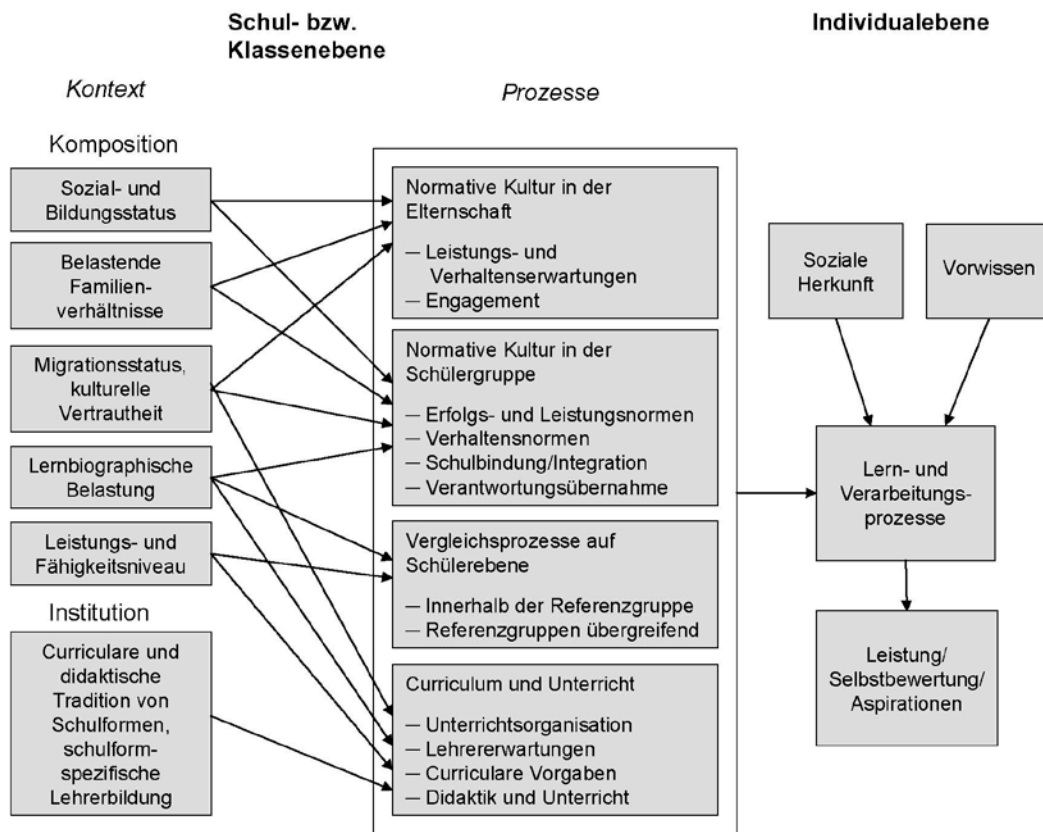 Schul- bzw.
Klassenebene
Individualebene
Kontext
Prozesse
Komposition
Sozial- und
Bildungsstatus
Belastende
Familien-
verhältnisse
Migrationsstatus,
kulturelle
Vertrautheit
Lernbiographische
Belastung
Leistungs- und
Fähigkeitsniveau
Institution
Curriculare und
didaktische
Tradition von
Schulformen,
schulform-
spezifische
Lehrerbildung
Normative Kultur in der
Elternschaft
— Leistungs- und
Verhaltenserwartungen
— Engagement
Normative Kultur in der
Schülergruppe
— Erfolgs- und Leistungsnormen
— Verhaltensnormen
— Schulbindung/Integration
— Verantwortungsübernahme
Vergleichsprozesse auf
Schülerebene
— Innerhalb der Referenzgruppe
— Referenzgruppen übergreifend
Curriculum und Unterricht
— Unterrichtsorganisation
— Lehrererwartungen
— Curriculare Vorgaben
— Didaktik und Unterricht
Soziale
Herkunft
Vorwissen
Lern- und
Verarbeitungs-
prozesse
Leistung/
Selbstbewertung/
Aspirationen